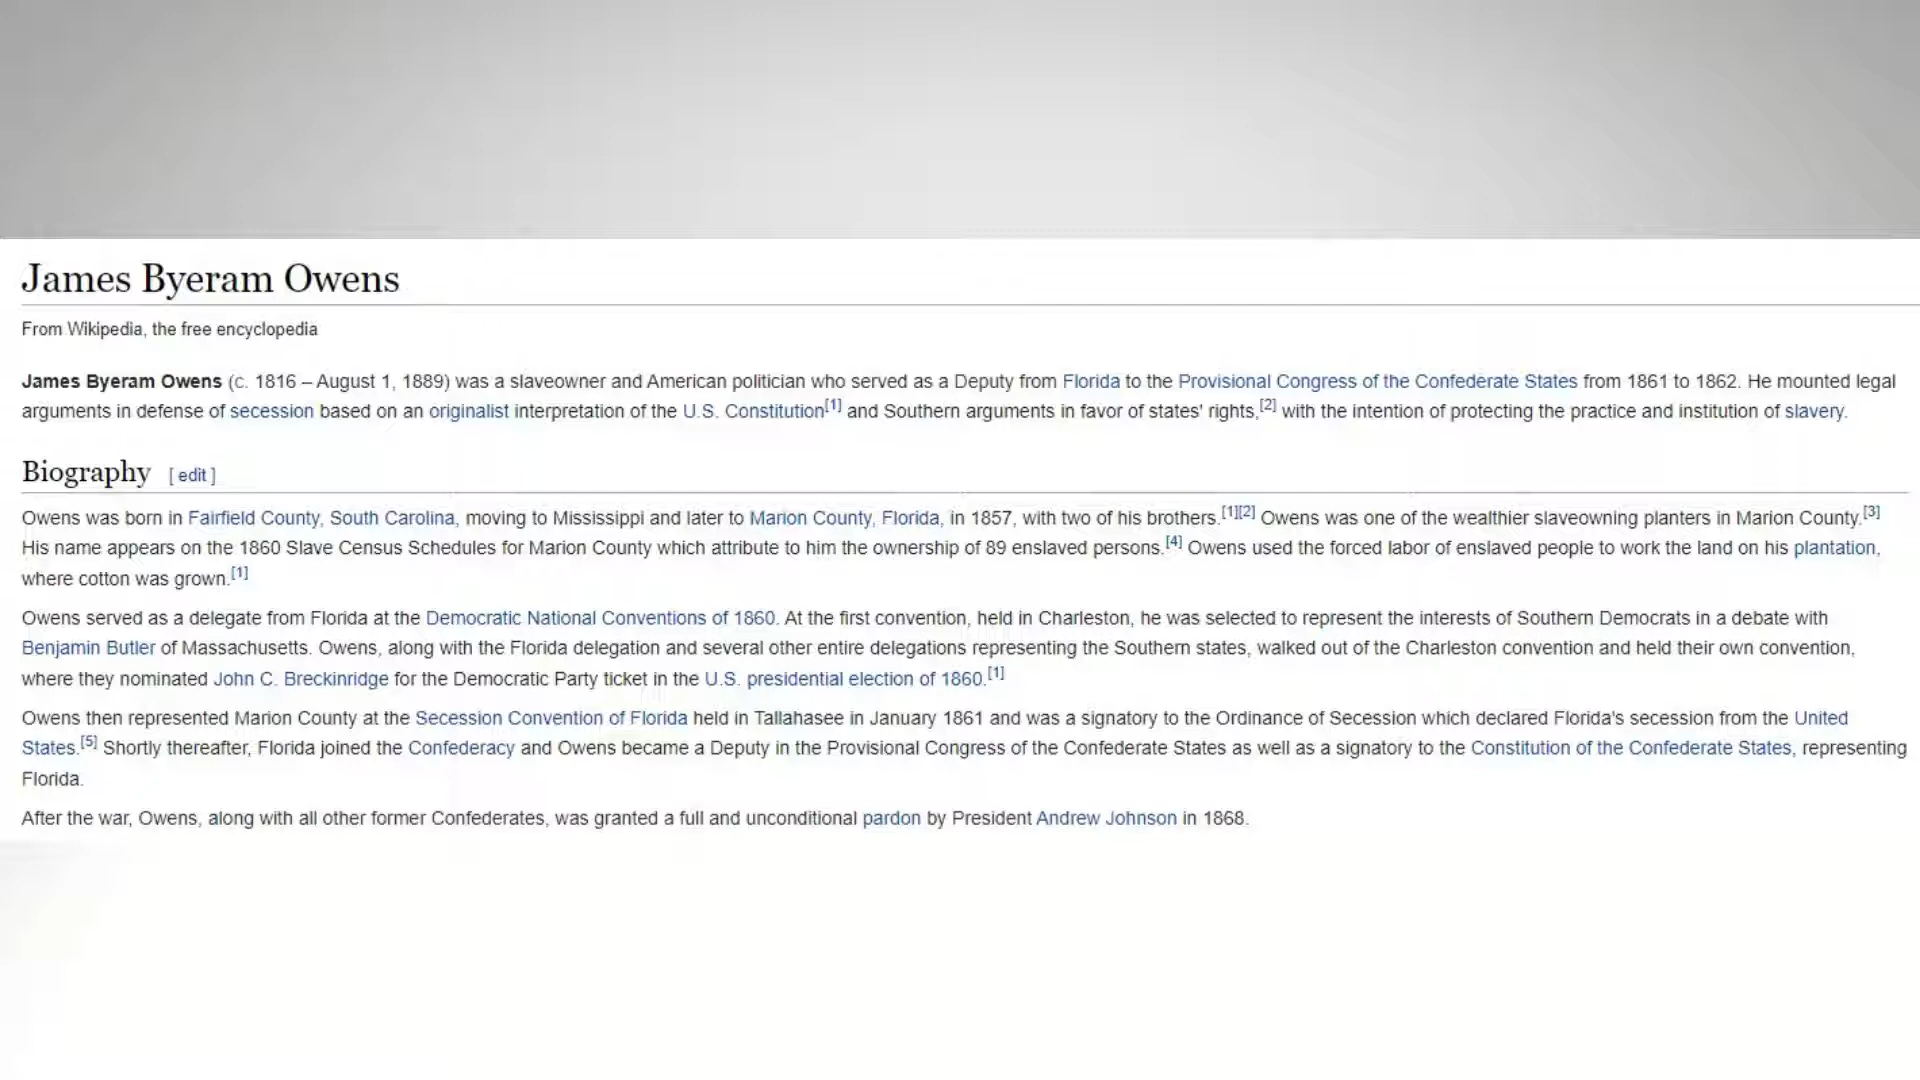 James Byeram Owens
From Wikipedia, the free encyclopedia
James Byeram Owens (c. 1816 – August 1, 1889) was a slaveowner and American politician who served as a Deputy from Florida to the Provisional Congress of the Confederate States from 1861 to 1862. He mounted legal
arguments in defense of secession based on an originalist interpretation of the U.S. Constitution[1] and Southern arguments in favor of states' rights,[2] with the intention of protecting the practice and institution of slavery.
Biography [ edit ]
Owens was born in Fairfield County, South Carolina, moving to Mississippi and later to Marion County, Florida, in 1857, with two of his brothers.[1][2] Owens was one of the wealthier slaveowning planters in Marion County.[3]
His name appears on the 1860 Slave Census Schedules for Marion County which attribute to him the ownership of 89 enslaved persons.[4] Owens used the forced labor of enslaved people to work the land on his plantation,
where cotton was grown.[1]
Owens served as a delegate from Florida at the Democratic National Conventions of 1860. At the first convention, held in Charleston, he was selected to represent the interests of Southern Democrats in a debate with
Benjamin Butler of Massachusetts. Owens, along with the Florida delegation and several other entire delegations representing the Southern states, walked out of the Charleston convention and held their own convention,
where they nominated John C. Breckinridge for the Democratic Party ticket in the U.S. presidential election of 1860.[1]
Owens then represented Marion County at the Secession Convention of Florida held in Tallahasee in January 1861 and was a signatory to the Ordinance of Secession which declared Florida's secession from the United
States.[5] Shortly thereafter, Florida joined the Confederacy and Owens became a Deputy in the Provisional Congress of the Confederate States as well as a signatory to the Constitution of the Confederate States, representing
Florida.
After the war, Owens, along with all other former Confederates, was granted a full and unconditional pardon by President Andrew Johnson in 1868.